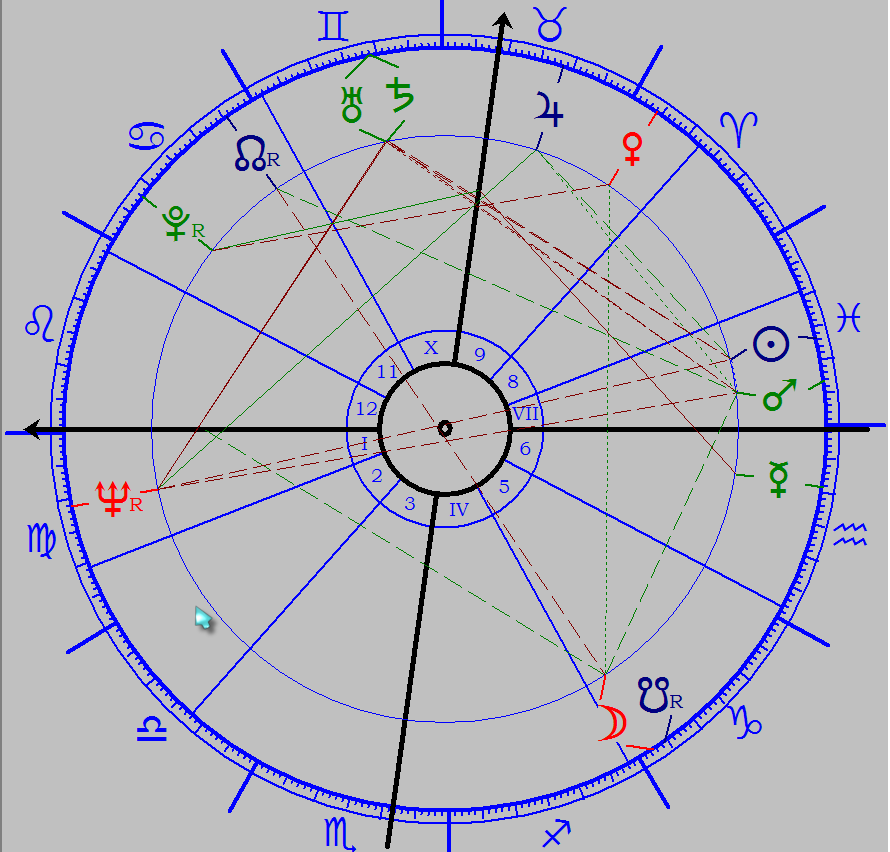 ♊ ♉
♅ ♄ ♃
♋ ☊R ♀ ♈
♇R
♌ X 9 ☉ ♓
11 8
12 VII ♂
I 6
♆R 2 5 ☿
3 IV
♍ ♒
☽ ☋R
♎ ♑
♏ ♐